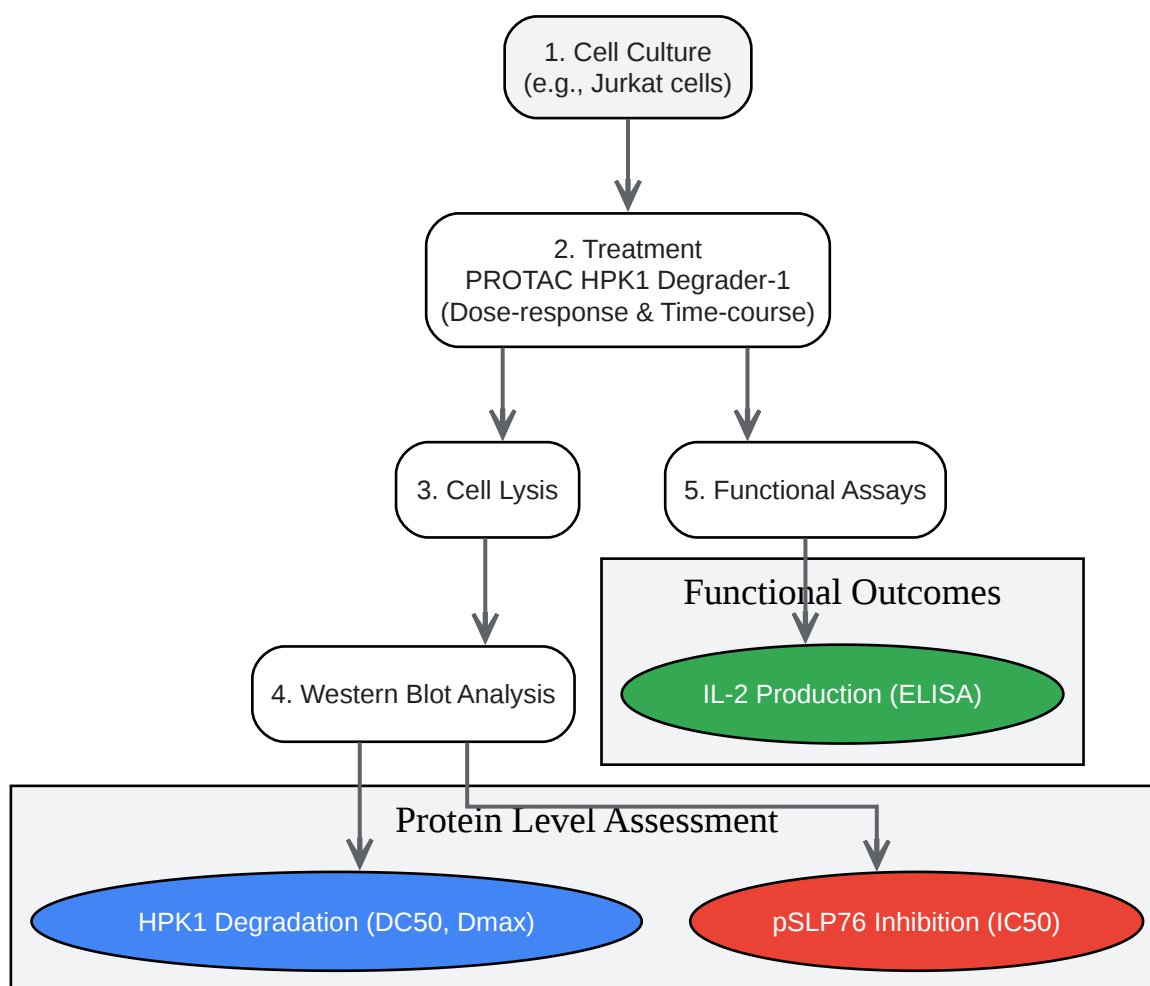 1. Cell Culture
(e.g., Jurkat cells)
2. Treatment
PROTAC HPK1 Degrader-1
(Dose-response & Time-course)
3. Cell Lysis
5. Functional Assays
Functional Outcomes
IL-2 Production (ELISA)
4. Western Blot Analysis
Protein Level Assessment
HPK1 Degradation (DC50, Dmax)
pSLP76 Inhibition (IC50)